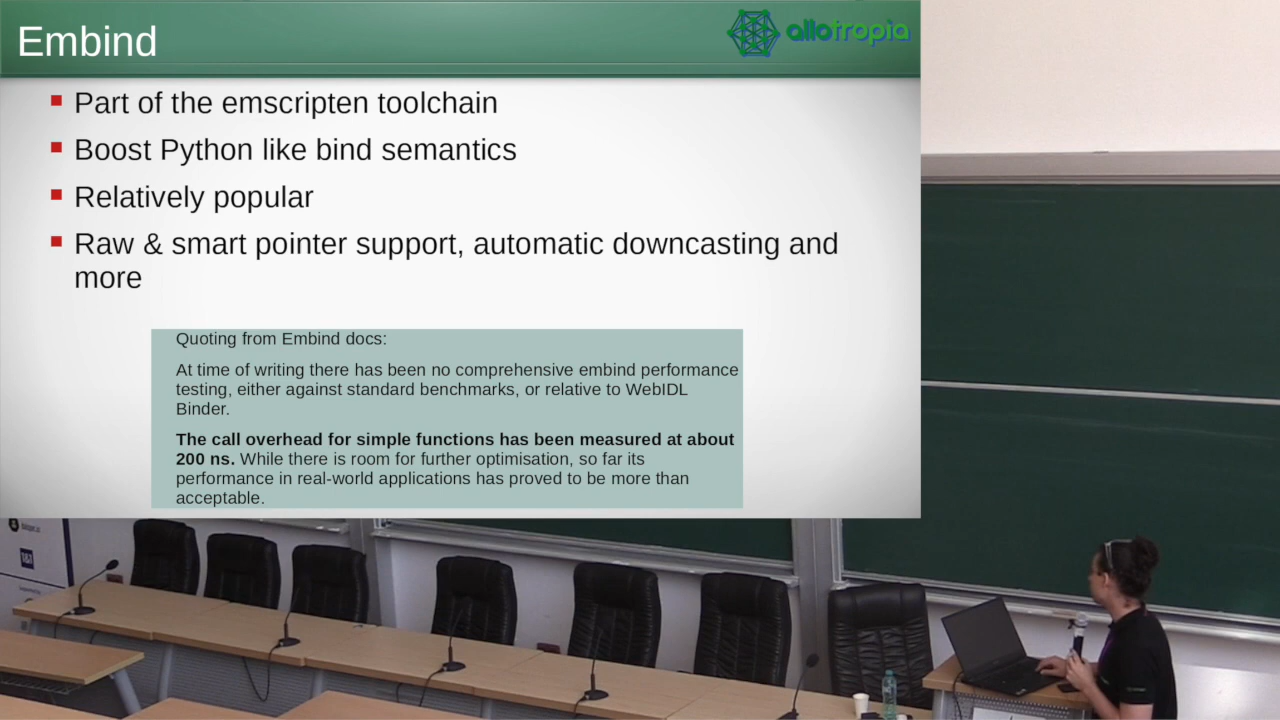 Embind
allotropia
Part of the emscripten toolchain
Boost Python like bind semantics
Relatively popular
Raw & smart pointer support, automatic downcasting and
more
Quoting from Embind docs:
At time of writing there has been no comprehensive embind performance
testing, either against standard benchmarks, or relative to WebIDL
Binder.
The call overhead for simple functions has been measured at about
200 ns. While there is room for further optimisation, so far its
performance in real-world applications has proved to be more than
acceptable.